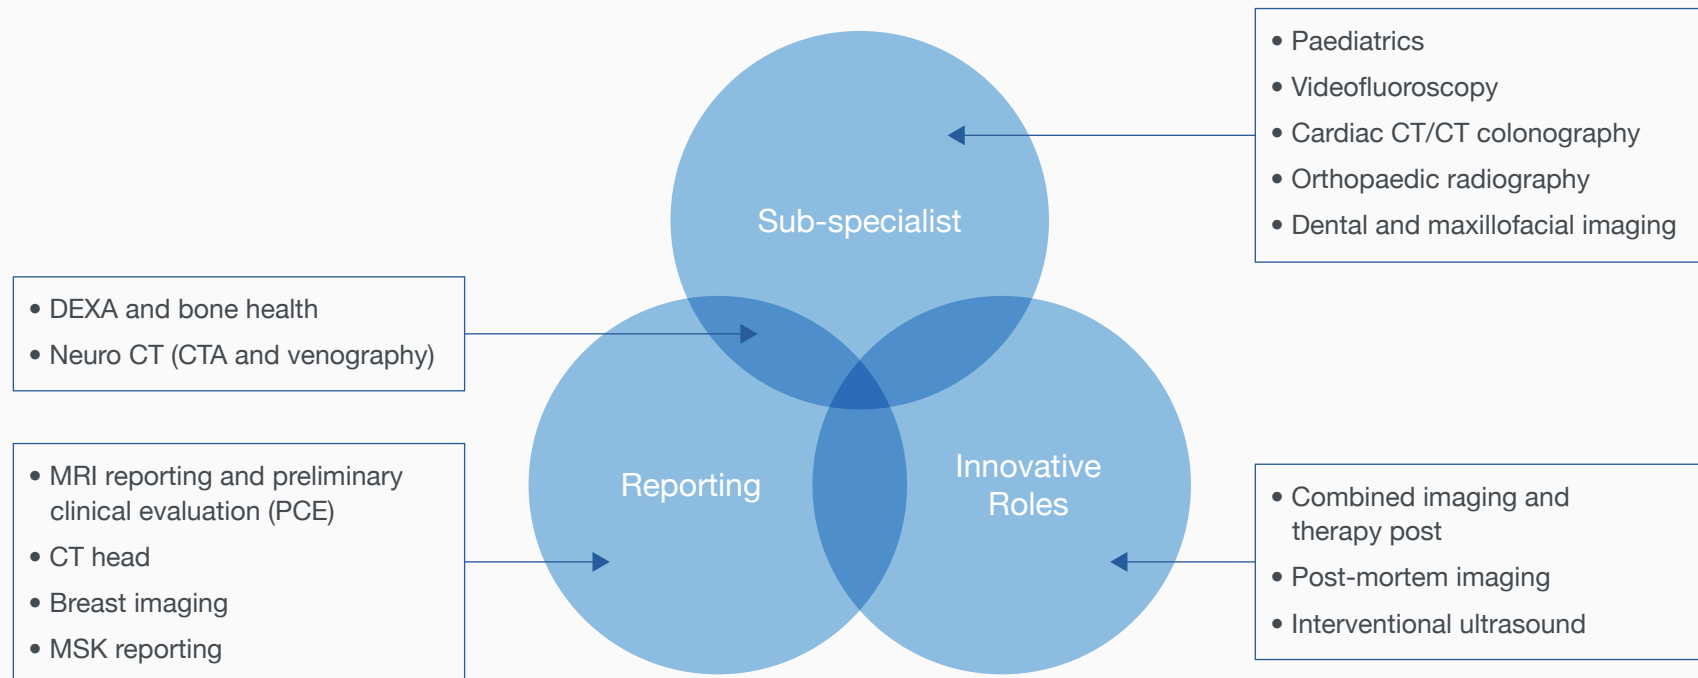 • Paediatrics
• Videofluoroscopy
• Cardiac CT/CT colonography
• Orthopaedic radiography
• Dental and maxillofacial imaging
Sub-specialist
• DEXA and bone health
• Neuro CT (CTA and venography)
• MRI reporting and preliminary
clinical evaluation (PCE)
• CT head
• Breast imaging
• MSK reporting
Reporting
Innovative
Roles
• Combined imaging and
therapy post
• Post-mortem imaging
• Interventional ultrasound